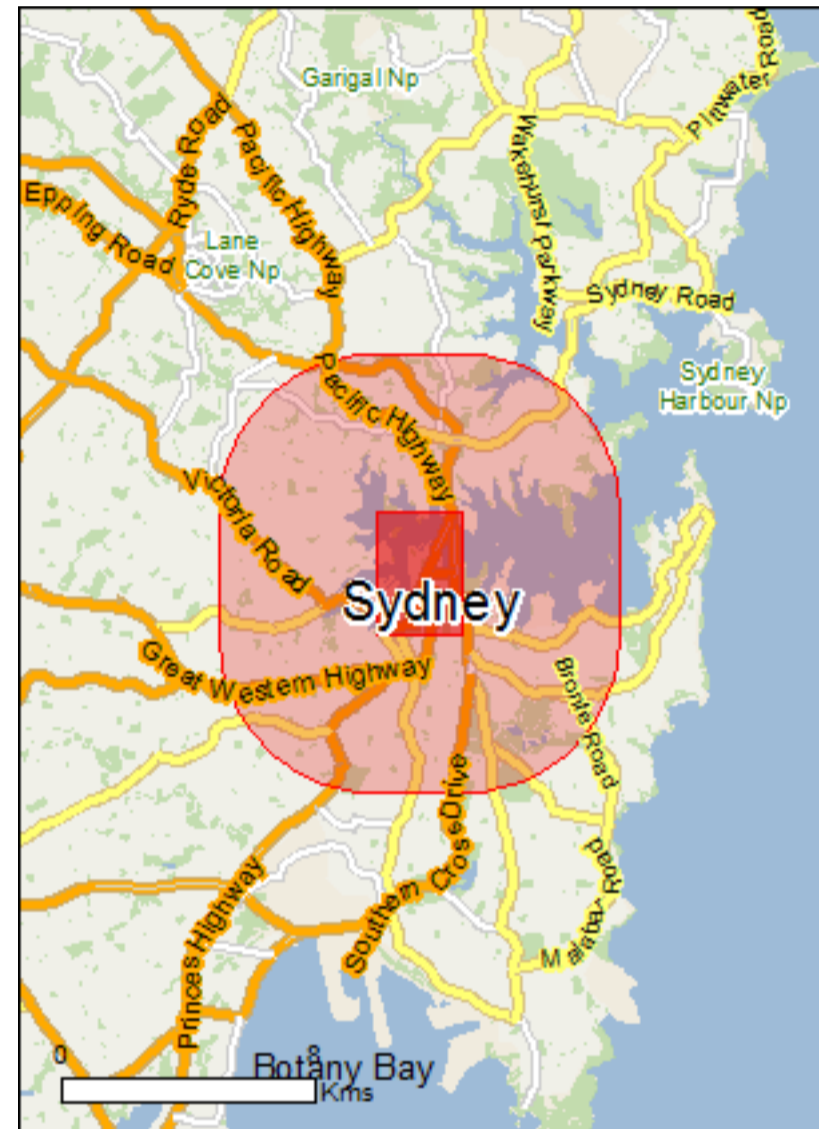 Garigal Np
Pitwater Road
Ryde Road
Pacific Highway
Wakehurst Parkway
Epping Road
Lane
Cove Np
Sydney Road
Sydney
Harbour Np
Pacific Highway
Victoria Road
Sydney
Great Western Highway
Bronte Road
Southern Cross Drive
Malabar Road
Princes Highway
Botany Bay
0
8
Kms